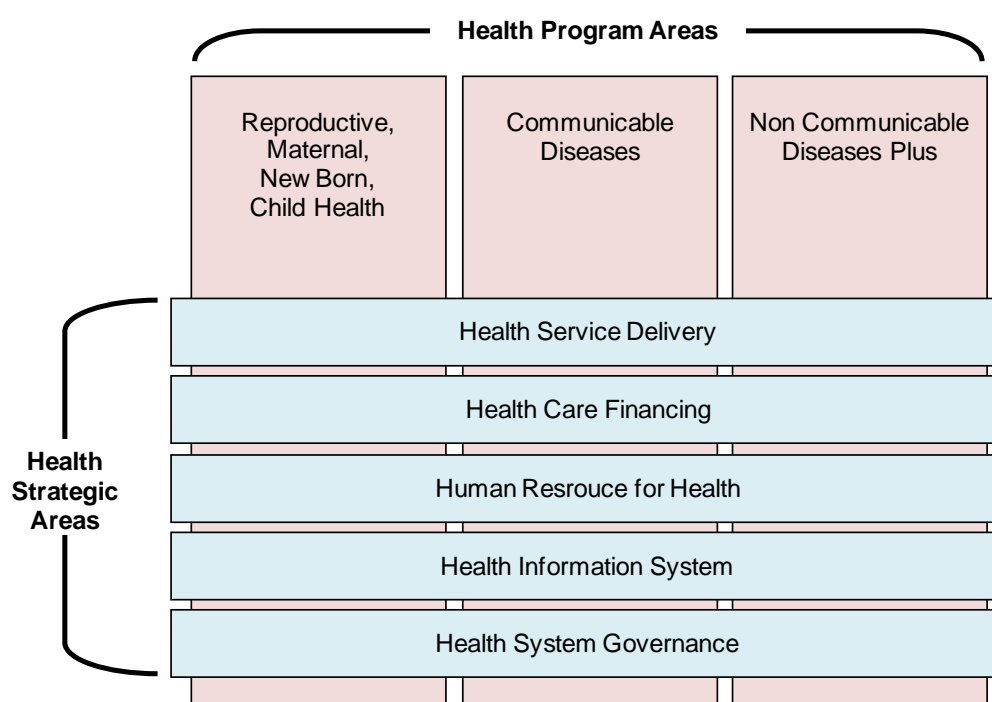 Health Program Areas
Reproductive,
Maternal,
New Born,
Child Health
Communicable
Diseases
Non Communicable
Diseases Plus
Health Service Delivery
Health Care Financing
Health
Strategic
Areas
Human Resrouce for Health
Health Information System
Health System Governance